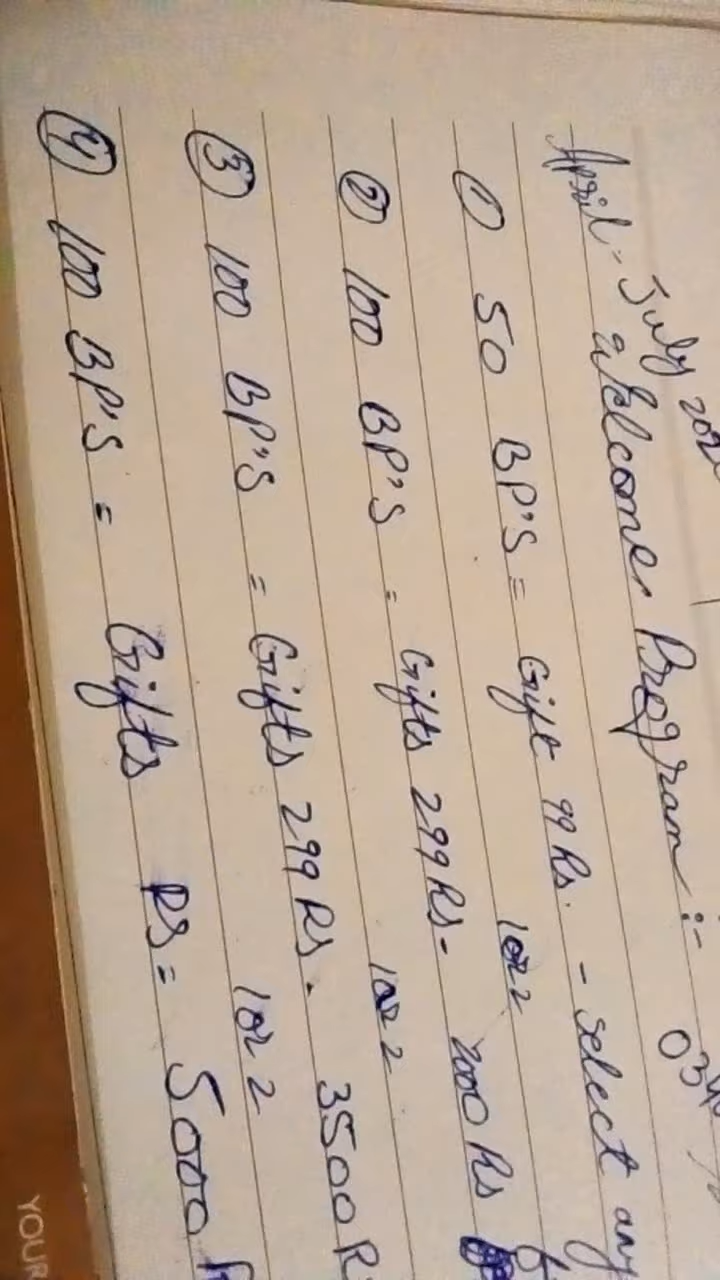 April - July 202
Welcome Program :-
03
① 50 BP'S = Gift 99 Rs. - Select any
1 or 2
② 100 BP'S = Gifts 299 Rs - 2000 Rs
1 or 2
③ 100 BP'S = Gifts 299 Rs. 3500 R
1 or 2
④ 100 BP'S = Gifts RS = 5000
YOUR